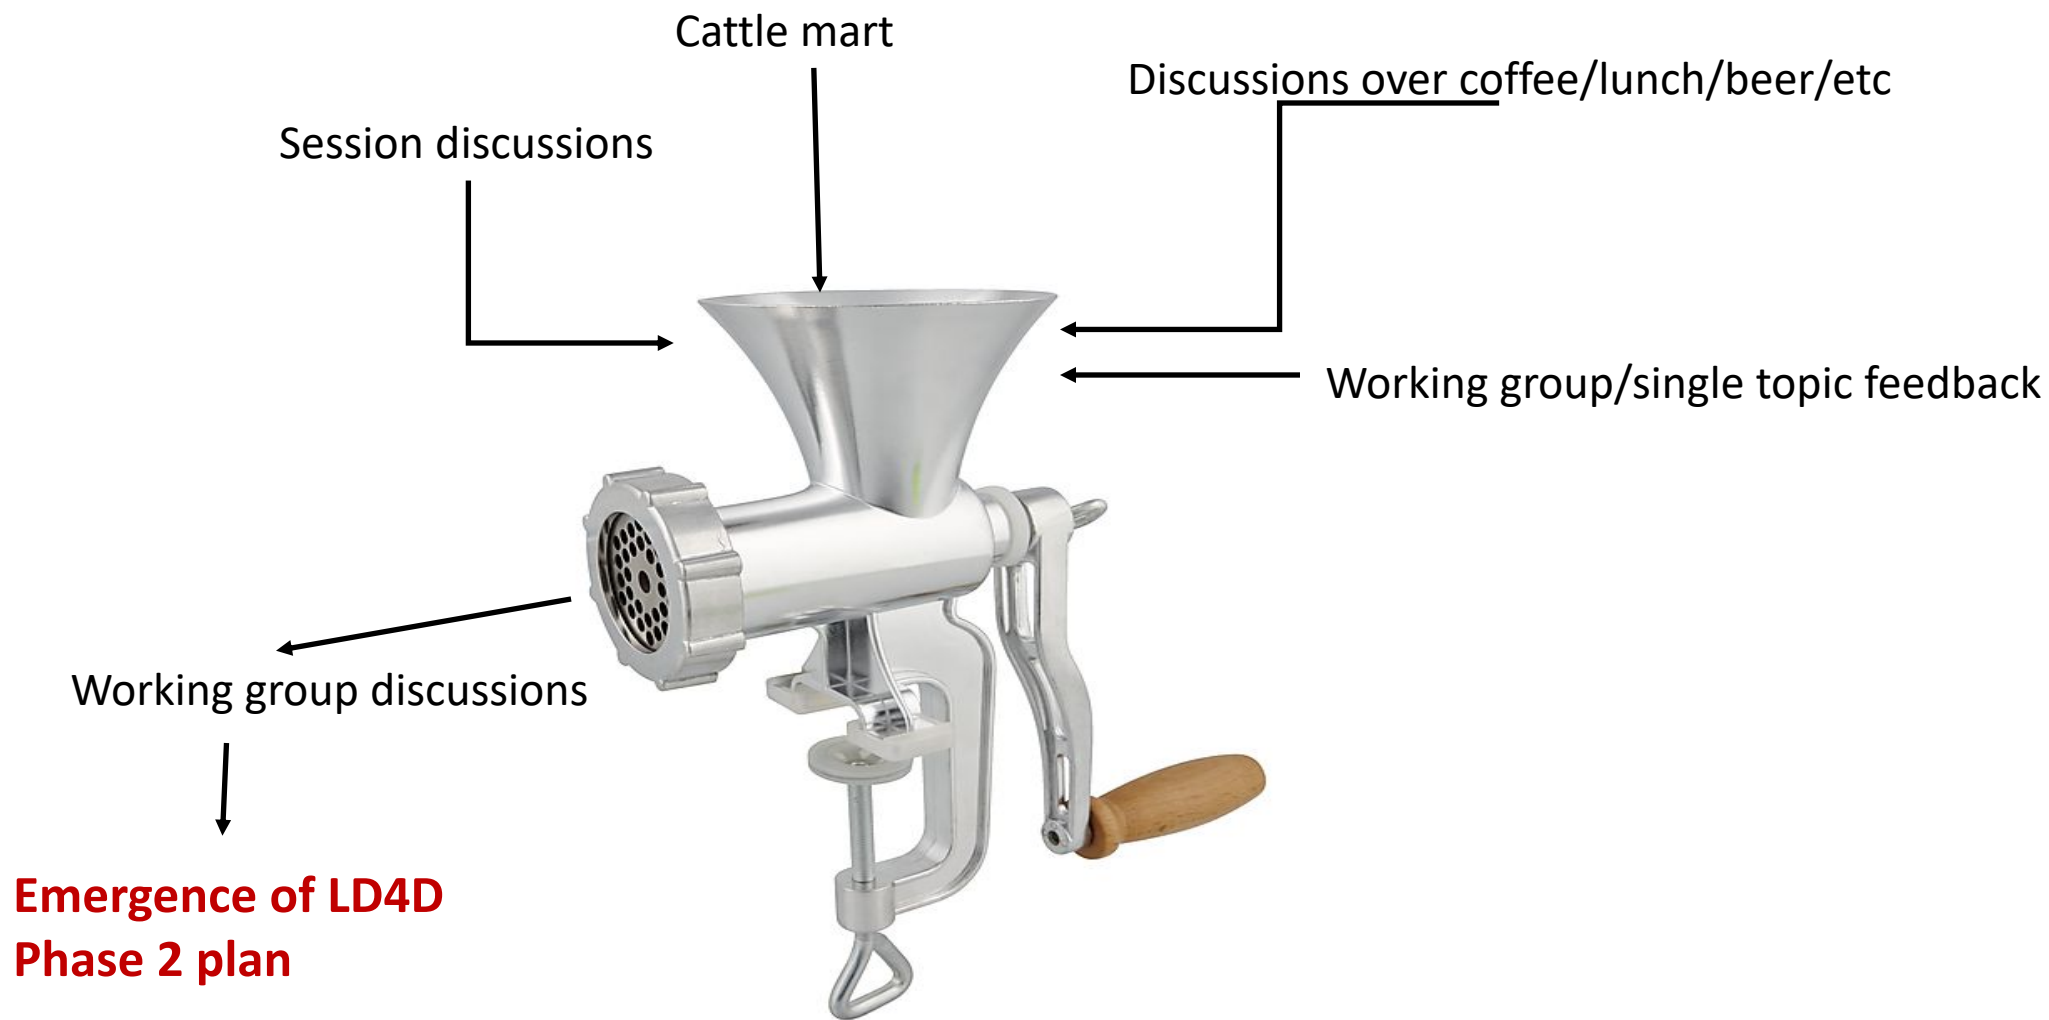 Cattle mart
Discussions over coffee/lunch/beer/etc
Session discussions
Working group/single topic feedback
Working group discussions
Emergence of LD4D
Phase 2 plan